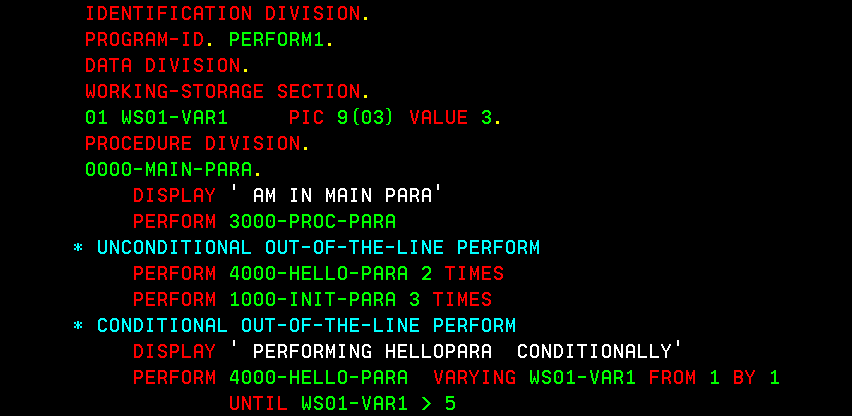 IDENTIFICATION DIVISION.
PROGRAM-ID. PERFORM1.
DATA DIVISION.
WORKING-STORAGE SECTION.
01 WS01-VAR1     PIC 9(03) VALUE 3.
PROCEDURE DIVISION.
0000-MAIN-PARA.
    DISPLAY ' AM IN MAIN PARA'
    PERFORM 3000-PROC-PARA
* UNCONDITIONAL OUT-OF-THE-LINE PERFORM
    PERFORM 4000-HELLO-PARA 2 TIMES
    PERFORM 1000-INIT-PARA 3 TIMES
* CONDITIONAL OUT-OF-THE-LINE PERFORM
    DISPLAY ' PERFORMING HELLOPARA  CONDITIONALLY'
    PERFORM 4000-HELLO-PARA  VARYING WS01-VAR1 FROM 1 BY 1
            UNTIL WS01-VAR1 > 5